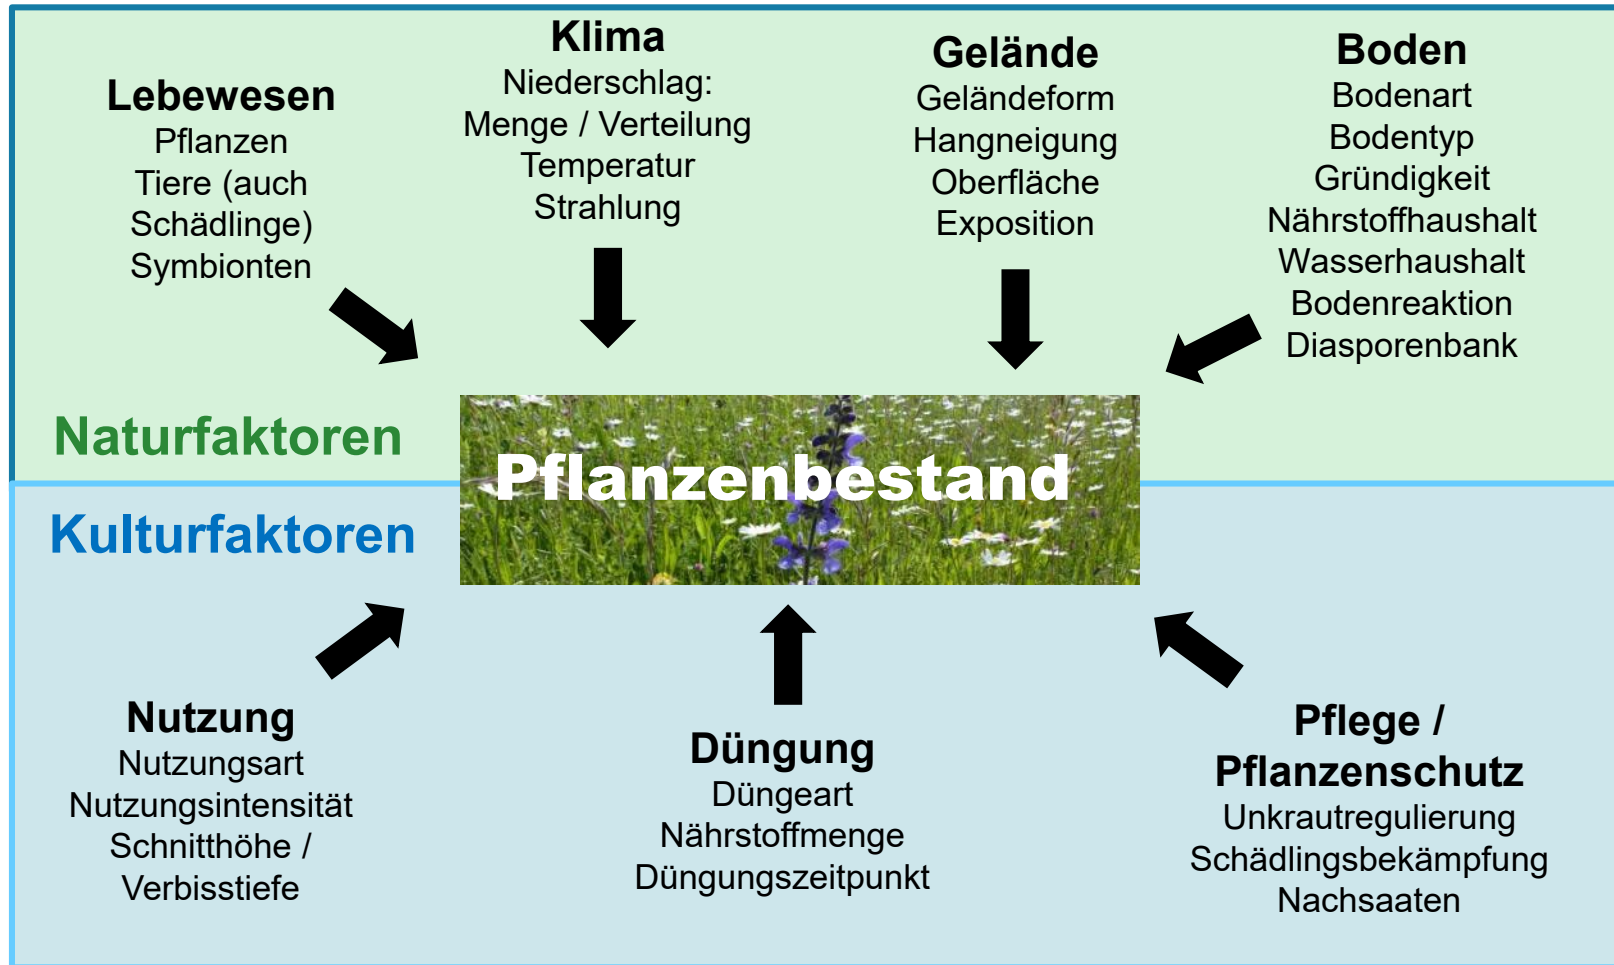 Lebewesen
Pflanzen
Tiere (auch
Schädlinge)
Symbionten
Klima
Niederschlag:
Menge / Verteilung
Temperatur
Strahlung
Gelände
Geländeform
Hangneigung
Oberfläche
Exposition
Boden
Bodenart
Bodentyp
Gründigkeit
Nährstoffhaushalt
Wasserhaushalt
Bodenreaktion
Diasporenbank
Naturfaktoren
Pflanzenbestand
Kulturfaktoren
Nutzung
Nutzungsart
Nutzungsintensität
Schnitthöhe /
Verbisstiefe
Düngung
Düngeart
Nährstoffmenge
Düngungszeitpunkt
Pflege /
Pflanzenschutz
Unkrautregulierung
Schädlingsbekämpfung
Nachsaaten